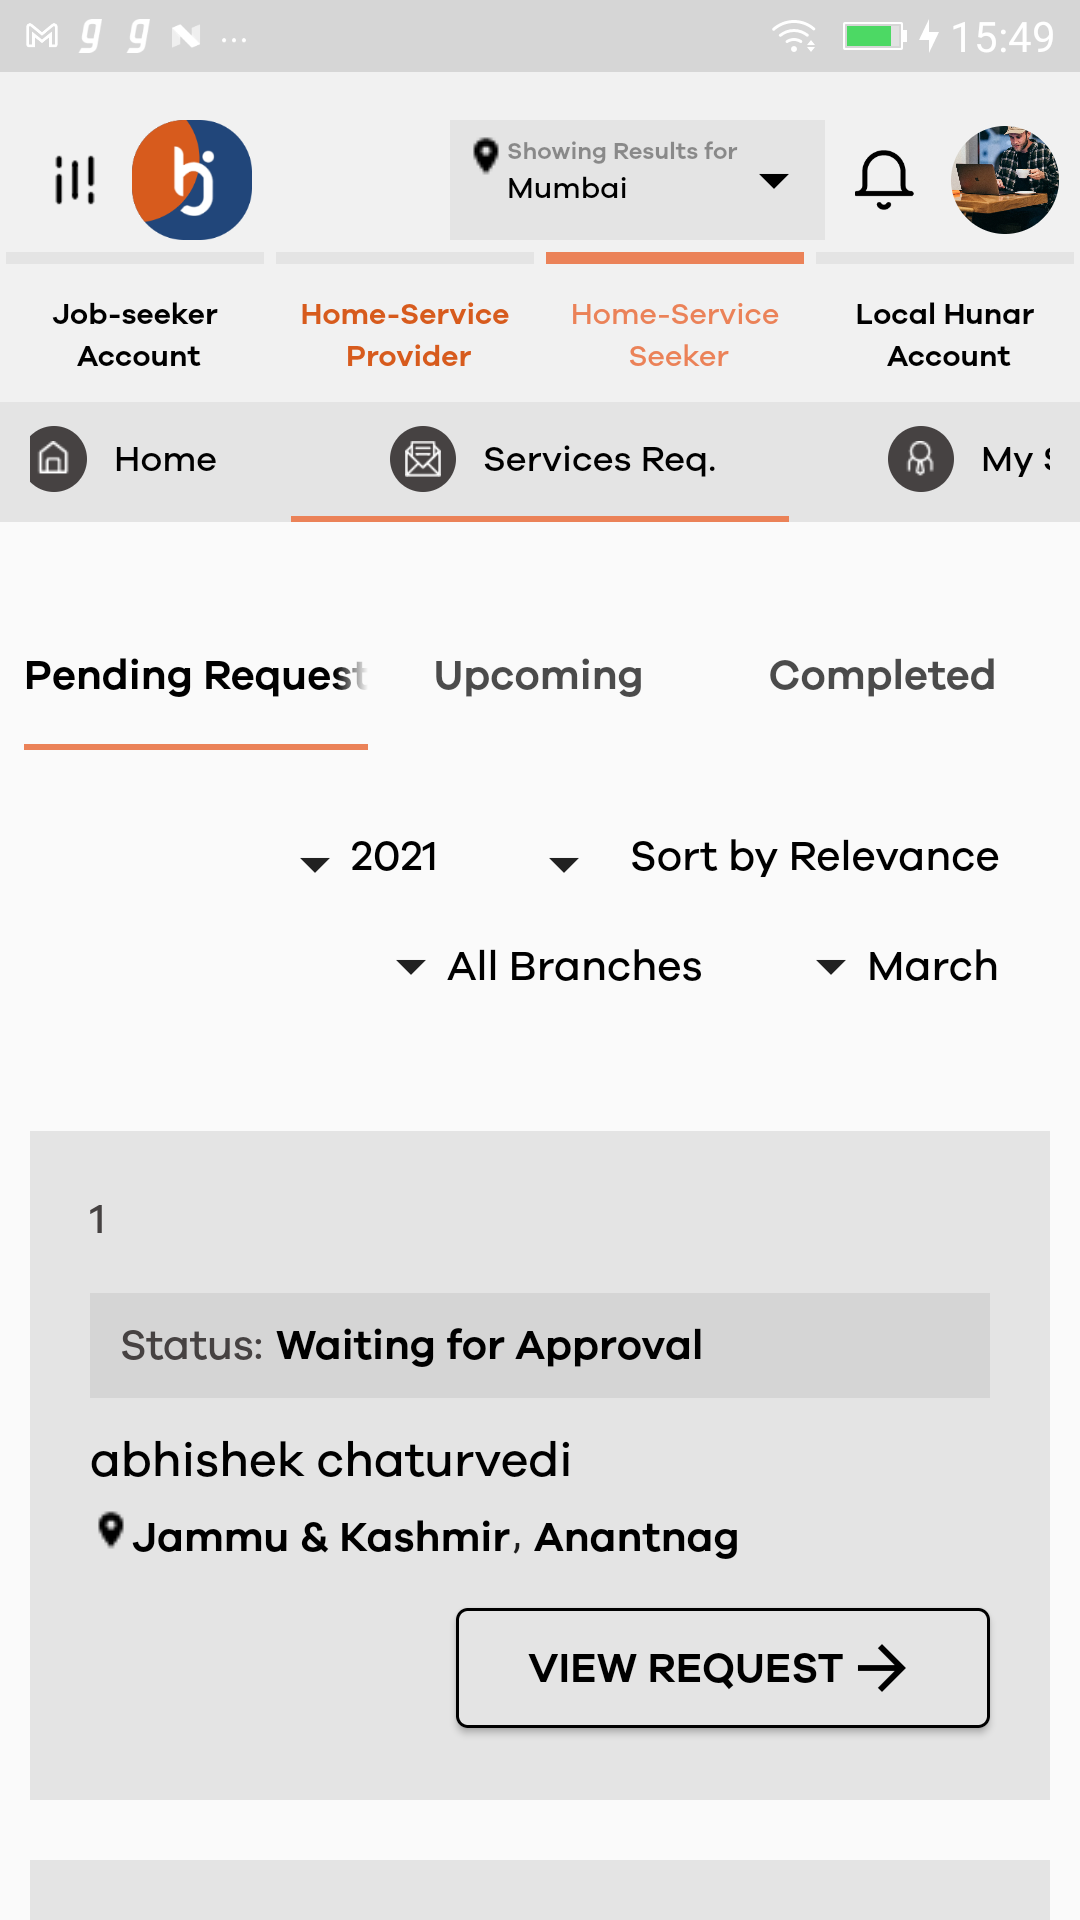 15:49
bj
Showing Results for
Mumbai
Job-seeker
Account
Home-Service
Provider
Home-Service
Seeker
Local Hunar
Account
Home
Services Req.
My S
Pending Request
Upcoming
Completed
2021
Sort by Relevance
All Branches
March
1
Status: Waiting for Approval
abhishek chaturvedi
Jammu & Kashmir, Anantnag
VIEW REQUEST